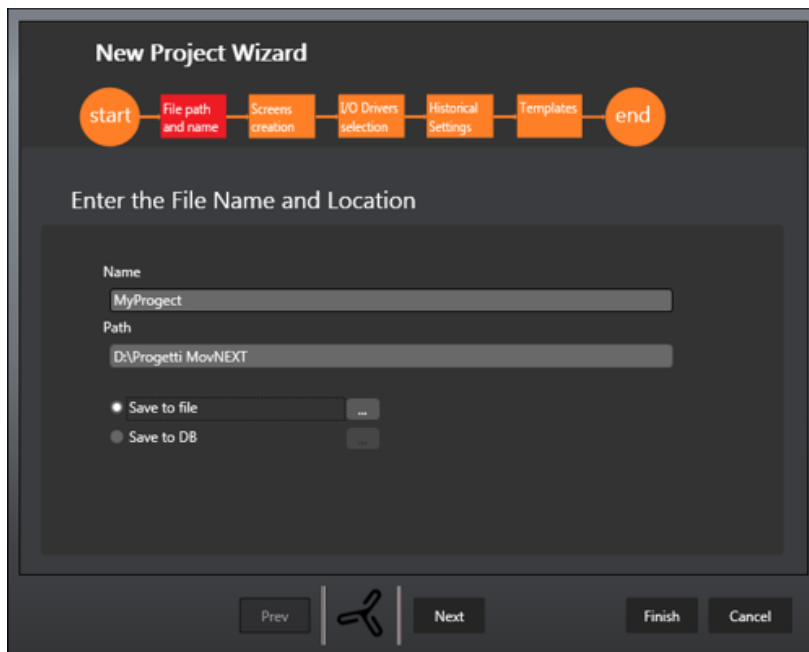 New Project Wizard
start
File path
and name
Screens
creation
I/O Drivers
selection
Historical
Settings
Templates
end
Enter the File Name and Location
Name
MyProgect
Path
D:\Progetti MovNEXT
Save to file
...
Save to DB
...
Prev
Next
Finish
Cancel